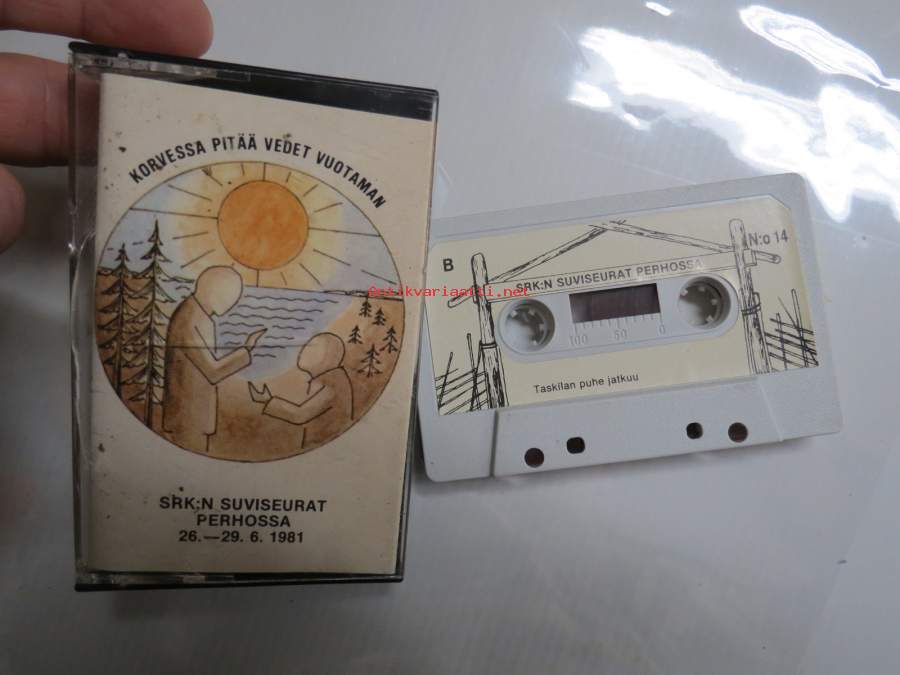 KORVESSA PITÄÄ VEDET VUOTAMAN
SRK:N SUVISEURAT
PERHOSSA
26.—29. 6. 1981
B
N:o 14
SRK:N SUVISEURAT PERHOSSA
100 50 0
Taskilan puhe jatkuu
Antikvariaatti.net